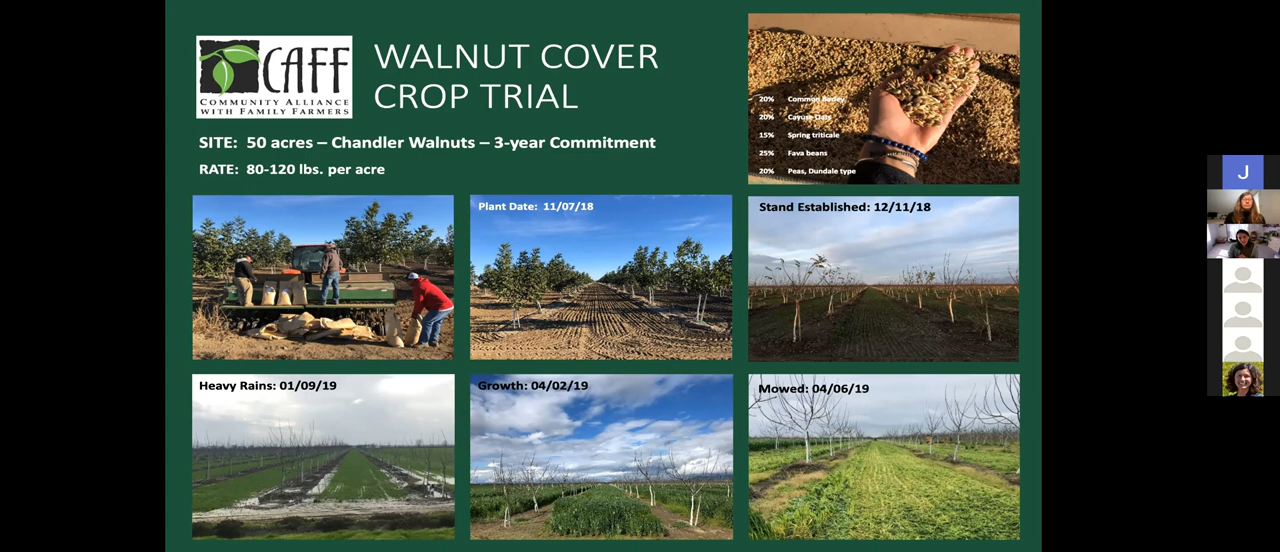 CAFF
COMMUNITY ALLIANCE
WITH FAMILY FARMERS
WALNUT COVER
CROP TRIAL
SITE: 50 acres – Chandler Walnuts – 3-year Commitment
RATE: 80-120 lbs. per acre
20% Common Barley
20% Cayuse Oats
15% Spring triticale
25% Fava beans
20% Peas, Dundale type
Plant Date: 11/07/18
Stand Established: 12/11/18
Heavy Rains: 01/09/19
Growth: 04/02/19
Mowed: 04/06/19
J